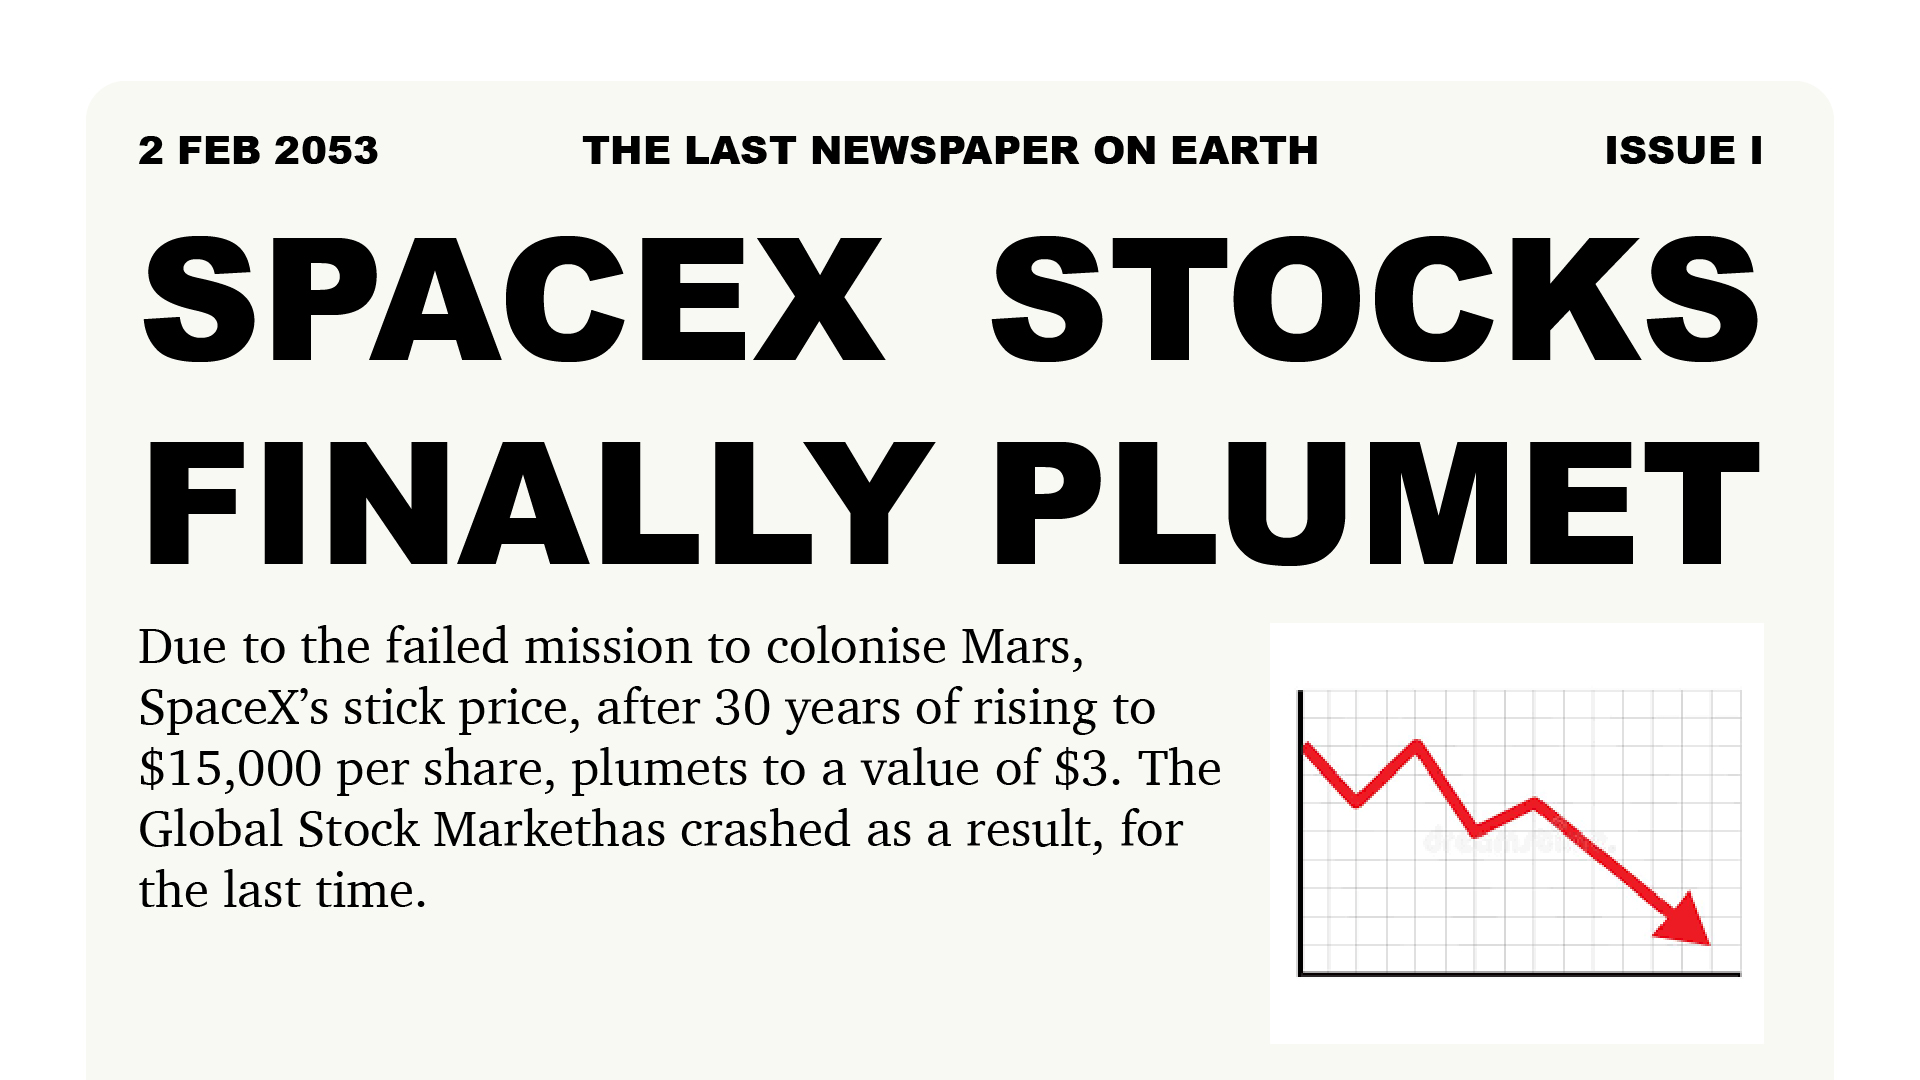 2 FEB 2053
THE LAST NEWSPAPER ON EARTH
ISSUE I
SPACEX STOCKS
FINALLY PLUMET
Due to the failed mission to colonise Mars,
SpaceX’s stick price, after 30 years of rising to
$15,000 per share, plumets to a value of $3. The
Global Stock Markethas crashed as a result, for
the last time.